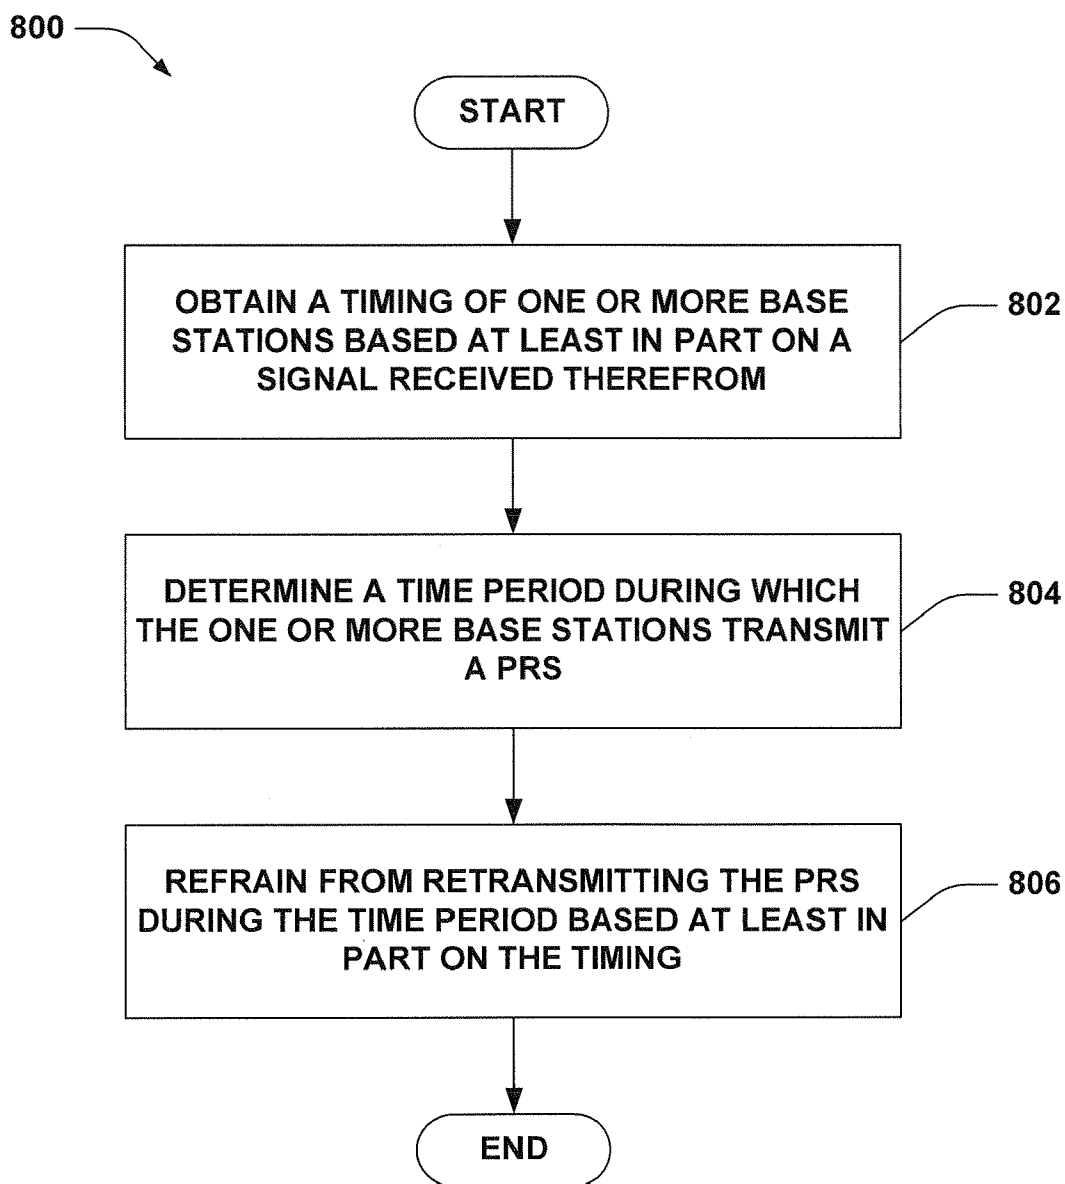 800
START
OBTAIN A TIMING OF ONE OR MORE BASE
STATIONS BASED AT LEAST IN PART ON A
SIGNAL RECEIVED THEREFROM
802
DETERMINE A TIME PERIOD DURING WHICH
THE ONE OR MORE BASE STATIONS TRANSMIT
A PRS
804
REFRAIN FROM RETRANSMITTING THE PRS
DURING THE TIME PERIOD BASED AT LEAST IN
PART ON THE TIMING
806
END